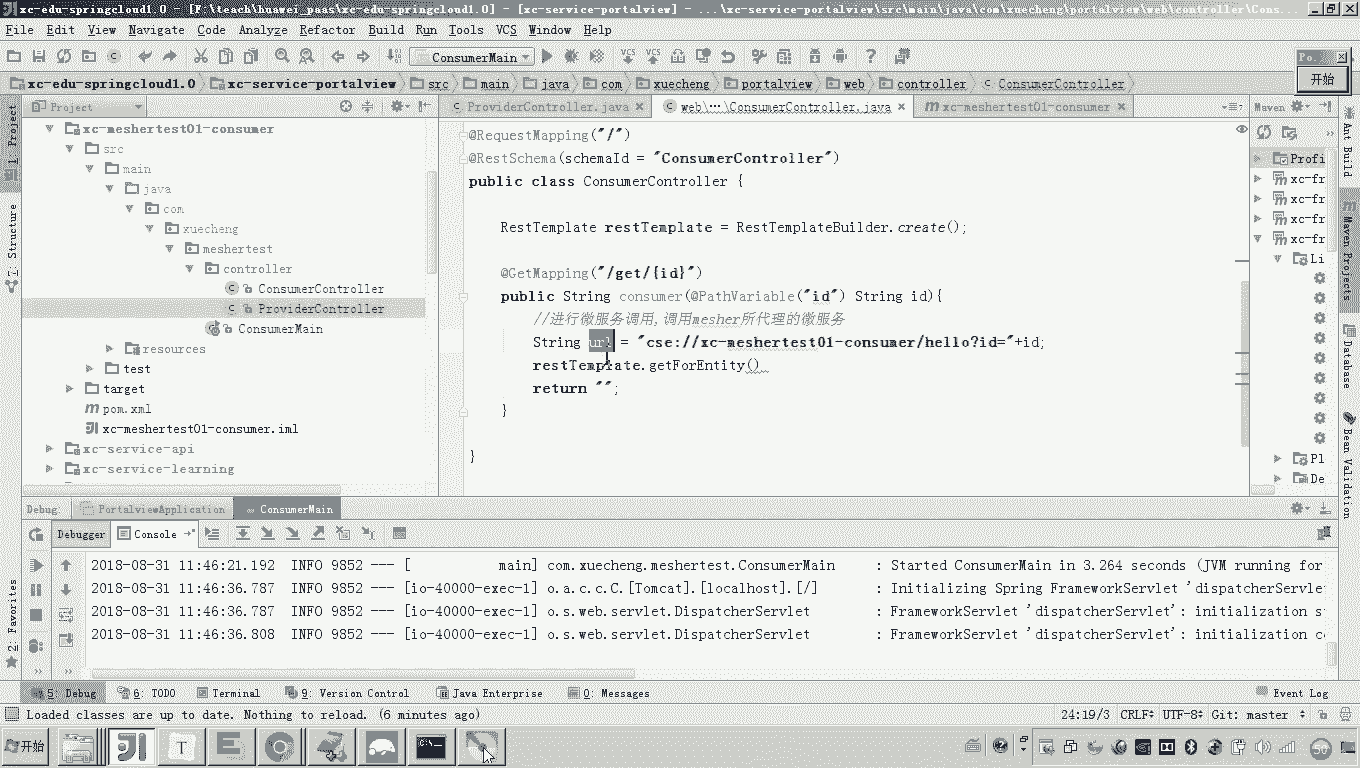 xc-edu-springcloud1.0 - [F:\teach\huawei_paas\xc-edu-springcloud1.0] - [xc-service-portalview] - ...\xc-service-portalview\src\main\java\com\xuecheng\portalview\web\controller\Cons...
File Edit View Navigate Code Analyze Refactor Build Run Tools VCS Window Help
ConsumerMain
开始
xc-edu-springcloud1.0 xc-service-portalview src main java com xuecheng portalview web controller ConsumerController
Project
ProviderController.java
web\...\ConsumerController.java
xc-meshertest01-consumer
Maven
1: Project
7: Structure
2: Favorites
xc-meshertest01-consumer
src
main
java
com
xuecheng
meshertest
controller
ConsumerController
ProviderController
ConsumerMain
resources
test
target
pom.xml
xc-meshertest01-consumer.iml
xc-service-api
xc-service-learning
@RequestMapping("/")
@RestSchema(schemaId = "ConsumerController")
public class ConsumerController {
RestTemplate restTemplate = RestTemplateBuilder.create();
@GetMapping("/get/{id}")
public String consumer(@PathVariable("id") String id){
//进行微服务调用,调用mesher所代理的微服务
String url = "cse://xc-meshertest01-consumer/hello?id="+id;
restTemplate.getForEntity()
return "";
}
}
Profi
xc-fr
xc-fr
xc-fr
xc-fr
Li
Pl
De
Ant Build
Maven Projects
Database
Bean Validation
Debug PortalviewApplication ConsumerMain
Debugger Console
2018-08-31 11:46:21.192 INFO 9852 --- [ main] com.xuecheng.meshertest.ConsumerMain : Started ConsumerMain in 3.264 seconds (JVM running for
2018-08-31 11:46:36.787 INFO 9852 --- [io-40000-exec-1] o.a.c.c.C.[Tomcat].[localhost].[/] : Initializing Spring FrameworkServlet 'dispatcherServlet
2018-08-31 11:46:36.787 INFO 9852 --- [io-40000-exec-1] o.s.web.servlet.DispatcherServlet : FrameworkServlet 'dispatcherServlet': initialization s
2018-08-31 11:46:36.808 INFO 9852 --- [io-40000-exec-1] o.s.web.servlet.DispatcherServlet : FrameworkServlet 'dispatcherServlet': initialization co
5: Debug 6: TODO Terminal 9: Version Control Java Enterprise 0: Messages Event Log
Loaded classes are up to date. Nothing to reload. (6 minutes ago) 24:19/3 CRLF UTF-8 Git: master
开始
50